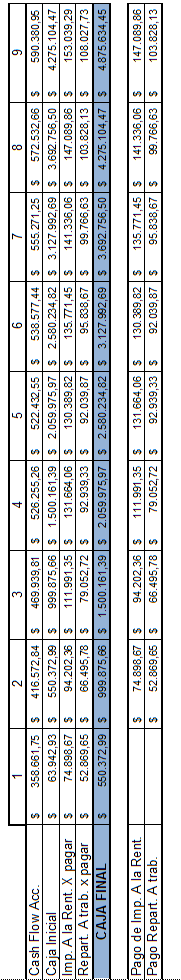 1 2 3 4 5 6 7 8 9
Cash Flow Acc. $ 358.661,75 $ 416.572,84 $ 469.939,81 $ 526.255,26 $ 522.432,55 $ 538.577,44 $ 555.271,25 $ 572.532,66 $ 590.380,95
Caja Inicial $ 63.942,93 $ 550.372,99 $ 999.875,66 $ 1.500.161,39 $ 2.059.975,97 $ 2.580.234,82 $ 3.127.992,69 $ 3.692.756,50 $ 4.275.104,47
Imp. A la Rent. X pagar $ 74.898,67 $ 94.202,36 $ 111.991,35 $ 131.664,06 $ 130.389,82 $ 135.771,45 $ 141.336,06 $ 147.089,86 $ 153.039,29
Repart. A trab. x pagar $ 52.869,65 $ 66.495,78 $ 79.052,72 $ 92.939,33 $ 92.039,87 $ 95.838,67 $ 99.766,63 $ 103.828,13 $ 108.027,73
CAJA FINAL $ 550.372,99 $ 999.875,66 $ 1.500.161,39 $ 2.059.975,97 $ 2.580.234,82 $ 3.127.992,69 $ 3.692.756,50 $ 4.275.104,47 $ 4.875.634,45
Pago de Imp. A la Rent. $ 74.898,67 $ 94.202,36 $ 111.991,35 $ 131.664,06 $ 130.389,82 $ 135.771,45 $ 141.336,06 $ 147.089,86
Pago Repart. A trab. $ 52.869,65 $ 66.495,78 $ 79.052,72 $ 92.939,33 $ 92.039,87 $ 95.838,67 $ 99.766,63 $ 103.828,13